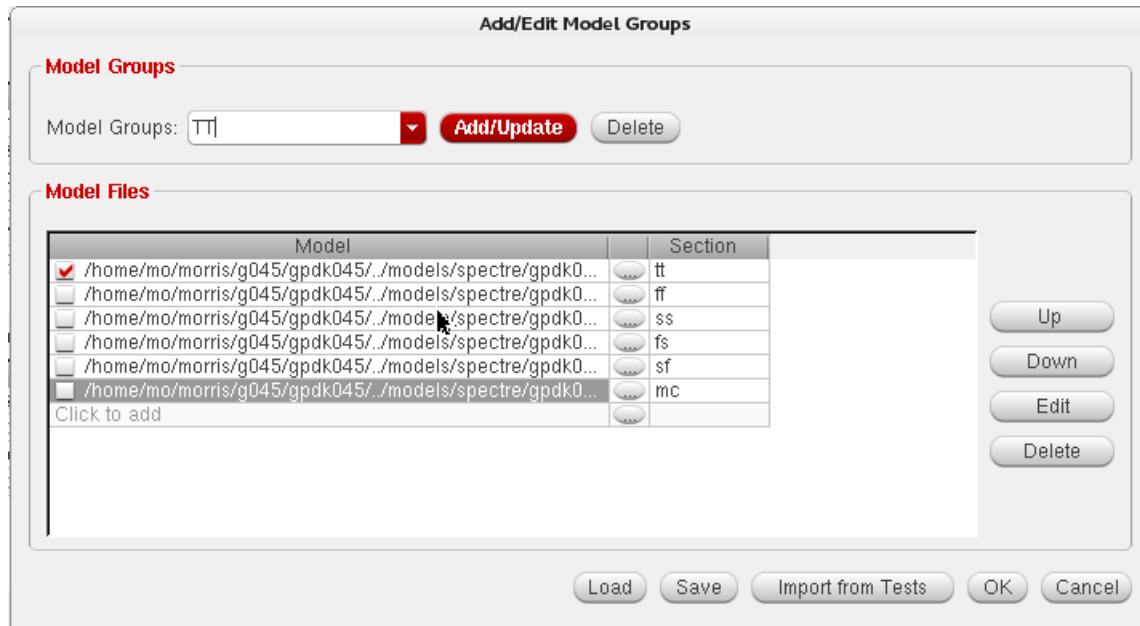 Add/Edit Model Groups
Model Groups
Model Groups: TT Add/Update Delete
Model Files
Model Section
/home/mo/morris/g045/gpdk045/../models/spectre/gpdk0... ... tt
/home/mo/morris/g045/gpdk045/../models/spectre/gpdk0... ... ff
/home/mo/morris/g045/gpdk045/../models/spectre/gpdk0... ... ss
/home/mo/morris/g045/gpdk045/../models/spectre/gpdk0... ... fs
/home/mo/morris/g045/gpdk045/../models/spectre/gpdk0... ... sf
/home/mo/morris/g045/gpdk045/../models/spectre/gpdk0... ... mc
Click to add ...
Up
Down
Edit
Delete
Load Save Import from Tests OK Cancel